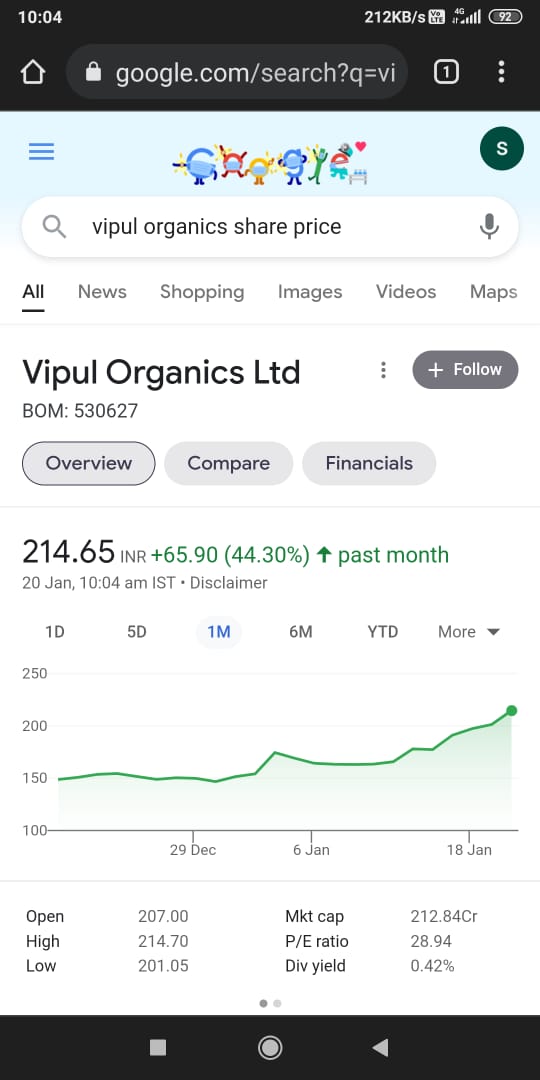 10:04 212KB/s Vo LTE 4G 92
google.com/search?q=vi 1
Google S
vipul organics share price
All News Shopping Images Videos Maps
Vipul Organics Ltd + Follow
BOM: 530627
Overview Compare Financials
214.65 INR +65.90 (44.30%) ↑ past month
20 Jan, 10:04 am IST • Disclaimer
1D 5D 1M 6M YTD More
250
200
150
100
29 Dec 6 Jan 18 Jan
Open 207.00 Mkt cap 212.84Cr
High 214.70 P/E ratio 28.94
Low 201.05 Div yield 0.42%